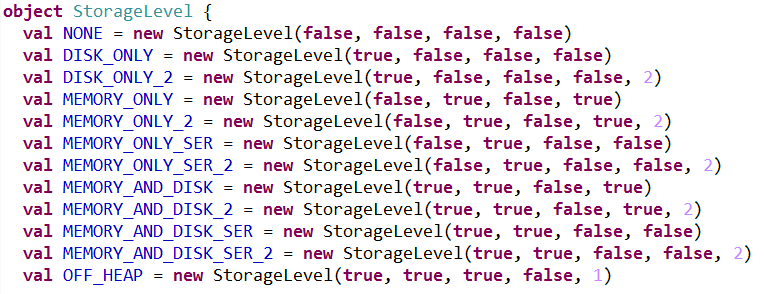 object StorageLevel {
  val NONE = new StorageLevel(false, false, false, false)
  val DISK_ONLY = new StorageLevel(true, false, false, false)
  val DISK_ONLY_2 = new StorageLevel(true, false, false, false, 2)
  val MEMORY_ONLY = new StorageLevel(false, true, false, true)
  val MEMORY_ONLY_2 = new StorageLevel(false, true, false, true, 2)
  val MEMORY_ONLY_SER = new StorageLevel(false, true, false, false)
  val MEMORY_ONLY_SER_2 = new StorageLevel(false, true, false, false, 2)
  val MEMORY_AND_DISK = new StorageLevel(true, true, false, true)
  val MEMORY_AND_DISK_2 = new StorageLevel(true, true, false, true, 2)
  val MEMORY_AND_DISK_SER = new StorageLevel(true, true, false, false)
  val MEMORY_AND_DISK_SER_2 = new StorageLevel(true, true, false, false, 2)
  val OFF_HEAP = new StorageLevel(true, true, true, false, 1)